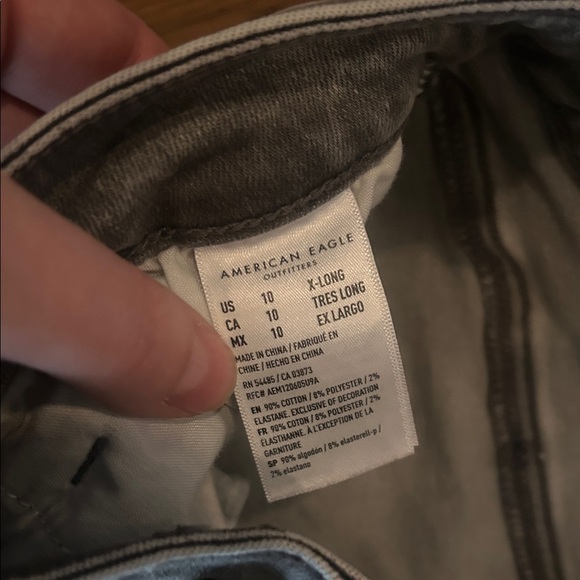 AMERICAN EAGLE
OUTFITTERS
US 10 X-LONG
CA 10 TRES LONG
MX 10 EX LARGO
MADE IN CHINA / FABRIQUÉ EN
CHINE / HECHO EN CHINA
RN 54485 / CA 03873
RFC# AEM120605U9A
EN 90% COTTON / 8% POLYESTER / 2%
ELASTANE. EXCLUSIVE OF DECORATION
FR 90% COTON / 8% POLYESTER / 2%
ÉLASTHANNE. À L'EXCEPTION DE LA
GARNITURE
SP 90% algodón / 8% elasterell-p /
2% elastano